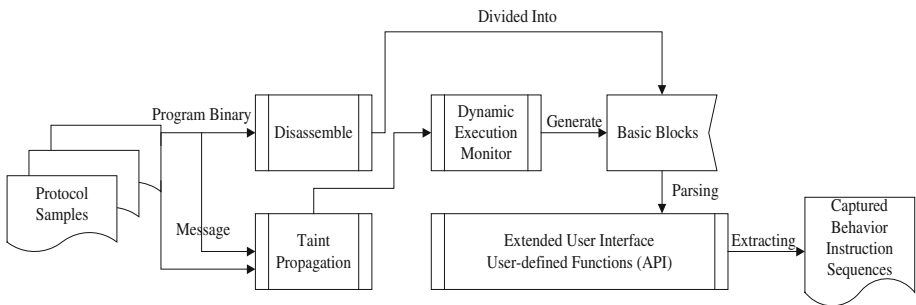 Divided Into
Program Binary
Disassemble
Dynamic
Execution
Monitor
Generate
Basic Blocks
Protocol
Samples
Message
Taint
Propagation
Parsing
Extended User Interface
User-defined Functions (API)
Extracting
Captured
Behavior
Instruction
Sequences